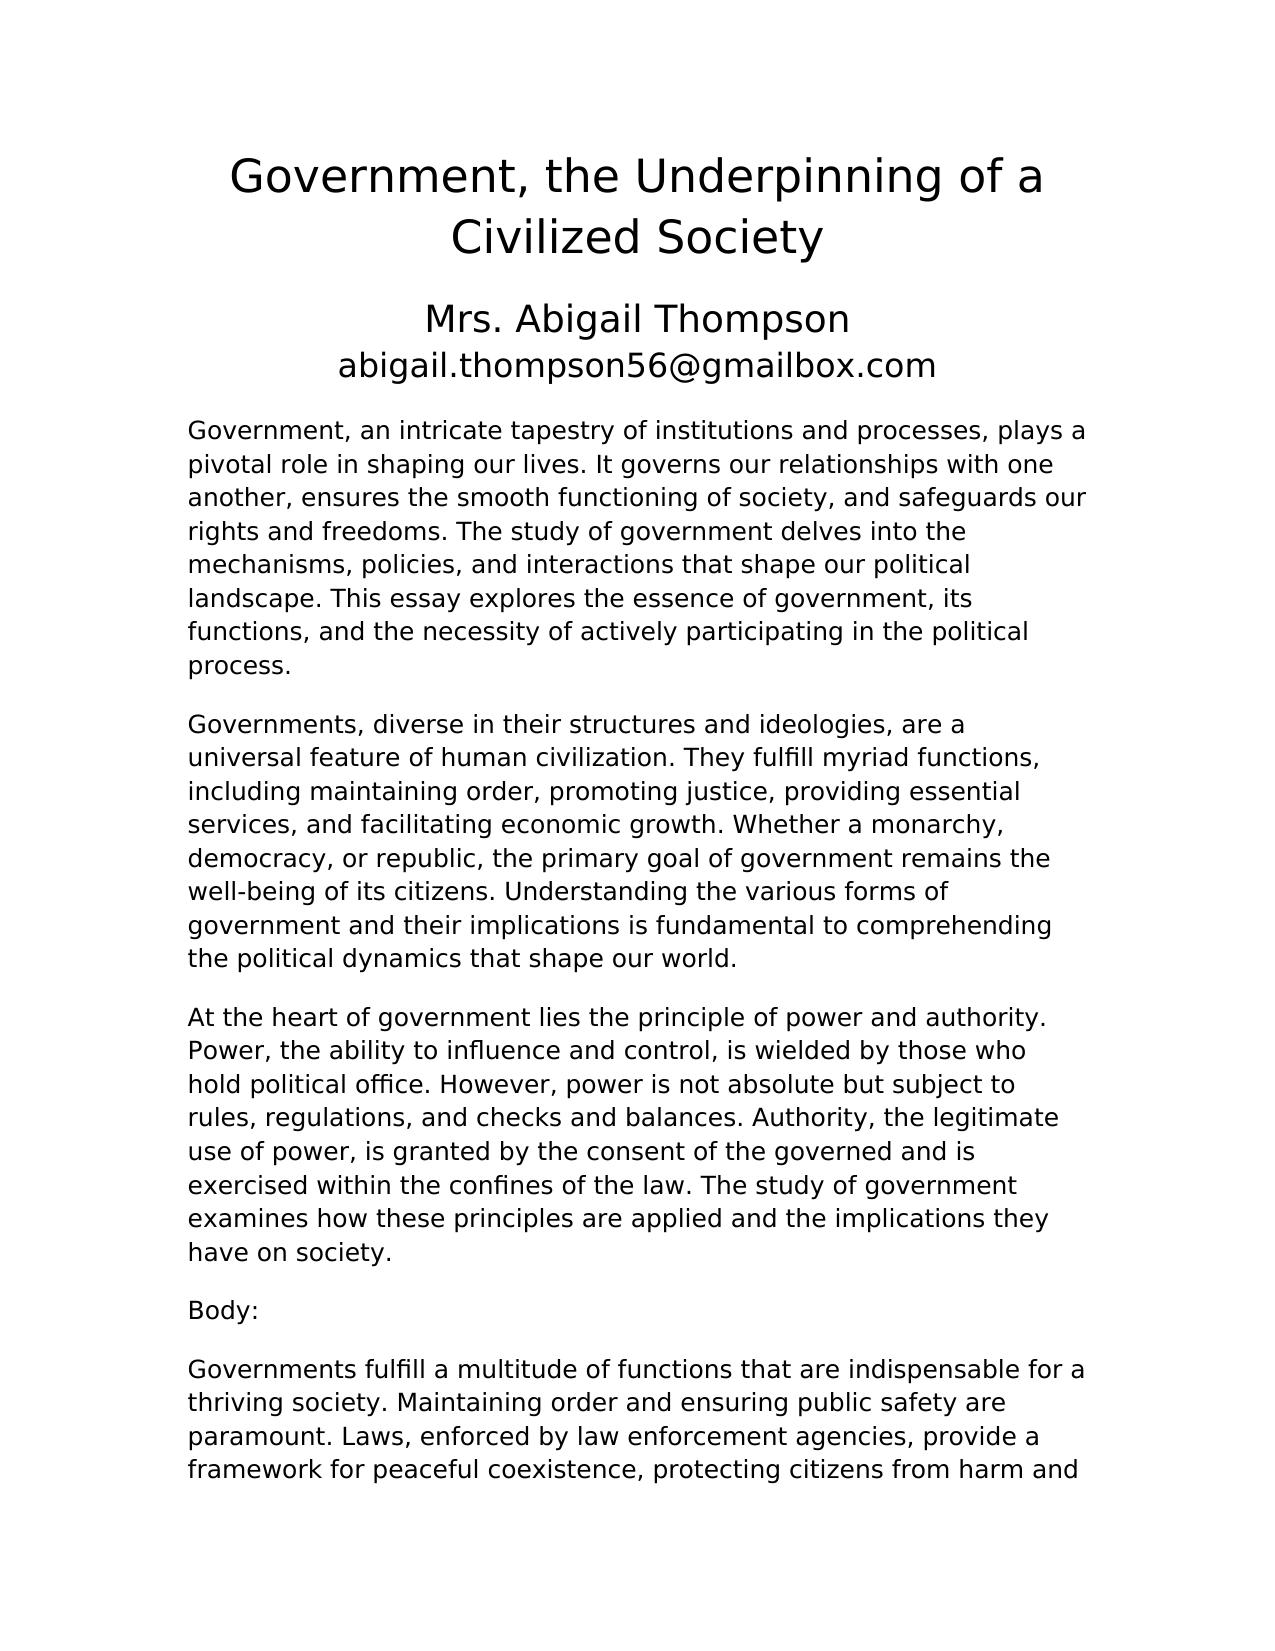 Government, the Underpinning of a
Civilized Society
Mrs. Abigail Thompson
abigail.thompson56@gmailbox.com
Government, an intricate tapestry of institutions and processes, plays a
pivotal role in shaping our lives. It governs our relationships with one
another, ensures the smooth functioning of society, and safeguards our
rights and freedoms. The study of government delves into the
mechanisms, policies, and interactions that shape our political
landscape. This essay explores the essence of government, its
functions, and the necessity of actively participating in the political
process.
Governments, diverse in their structures and ideologies, are a
universal feature of human civilization. They fulfill myriad functions,
including maintaining order, promoting justice, providing essential
services, and facilitating economic growth. Whether a monarchy,
democracy, or republic, the primary goal of government remains the
well-being of its citizens. Understanding the various forms of
government and their implications is fundamental to comprehending
the political dynamics that shape our world.
At the heart of government lies the principle of power and authority.
Power, the ability to influence and control, is wielded by those who
hold political office. However, power is not absolute but subject to
rules, regulations, and checks and balances. Authority, the legitimate
use of power, is granted by the consent of the governed and is
exercised within the confines of the law. The study of government
examines how these principles are applied and the implications they
have on society.
Body:
Governments fulfill a multitude of functions that are indispensable for a
thriving society. Maintaining order and ensuring public safety are
paramount. Laws, enforced by law enforcement agencies, provide a
framework for peaceful coexistence, protecting citizens from harm and